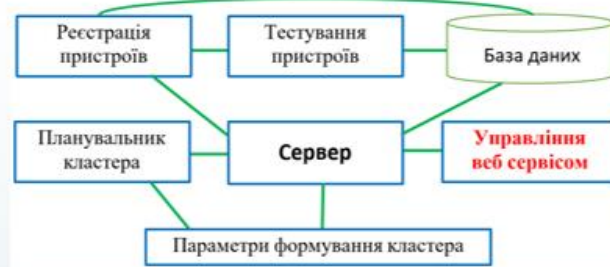 Реєстрація
пристроїв
Тестування
пристроїв
База даних
Планувальник
кластера
Сервер
Управління
веб сервісом
Параметри формування кластера